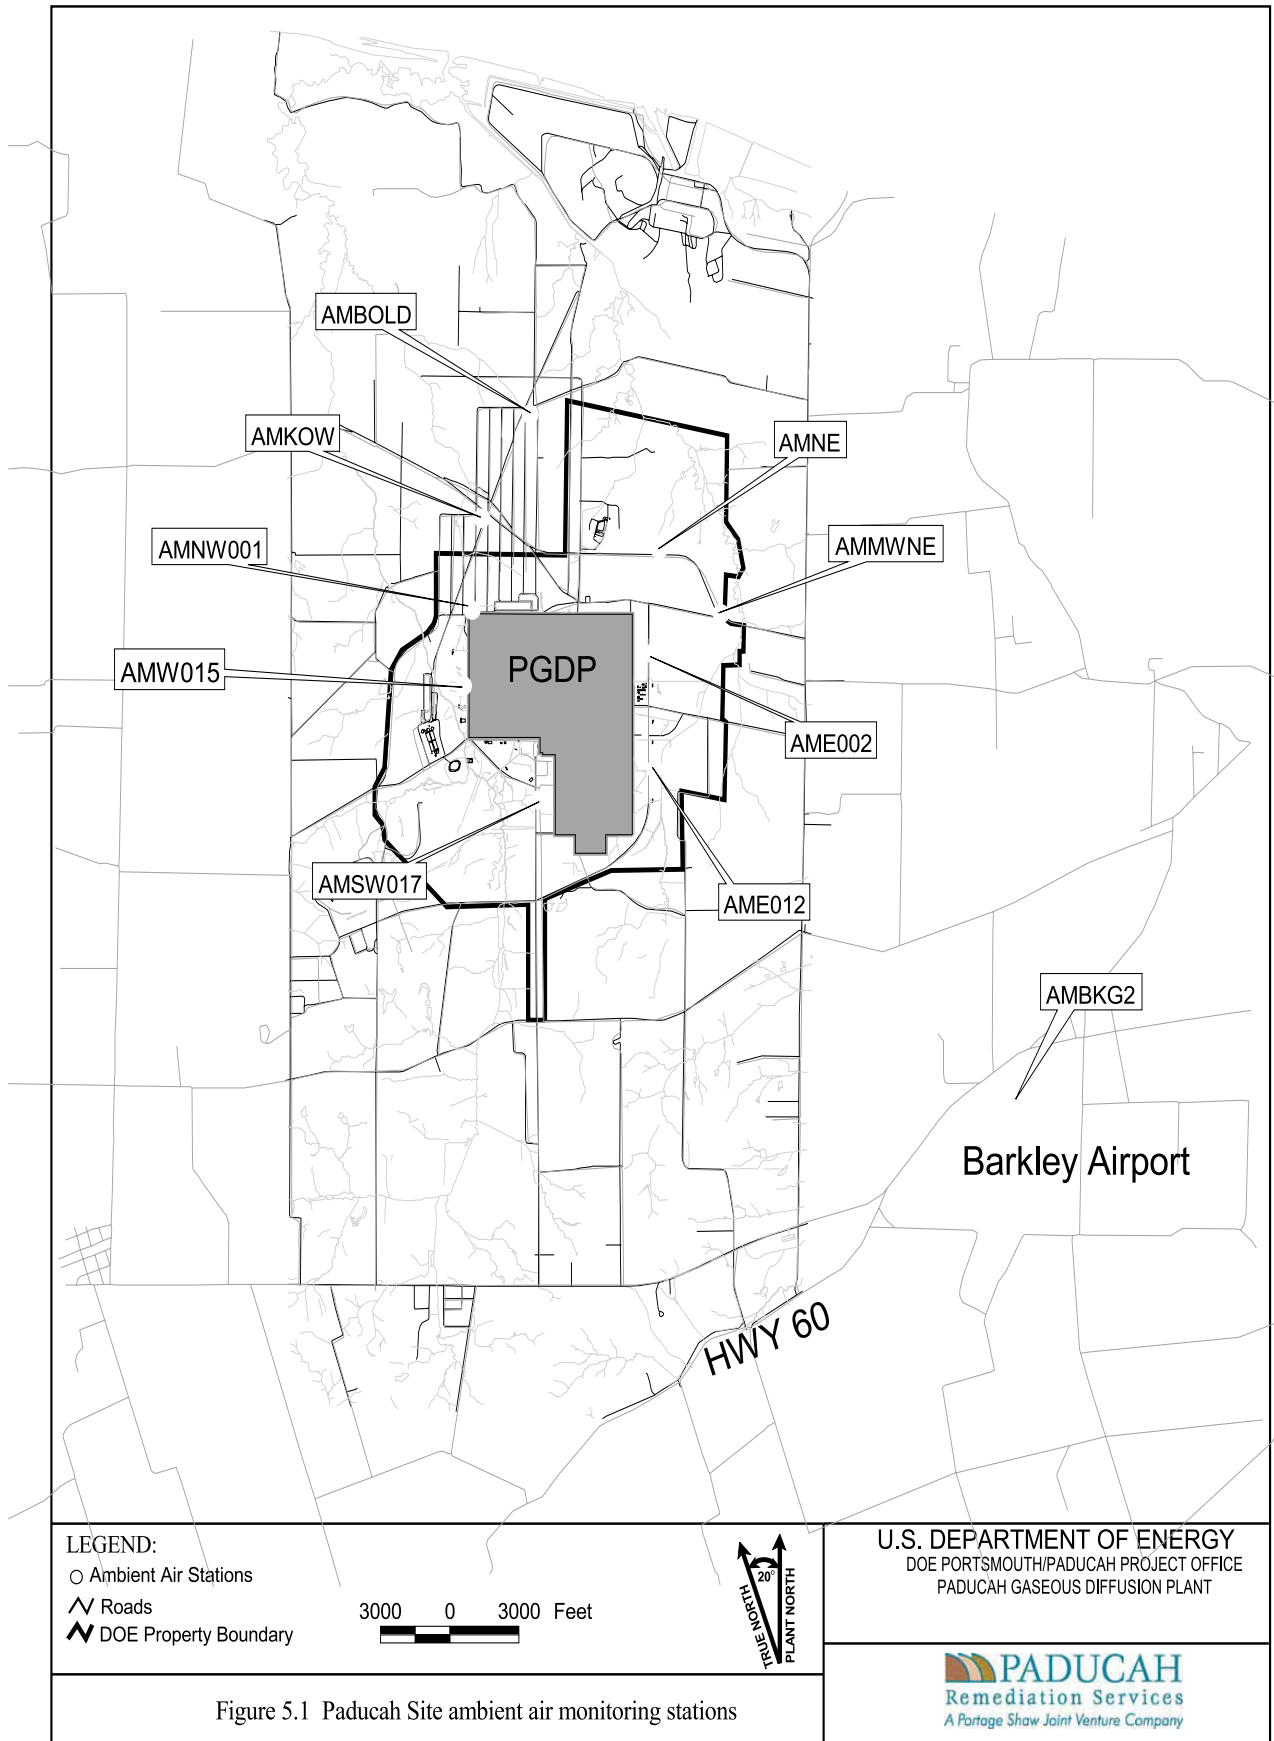 AMBOLD
AMKOW
AMNE
AMNW001
AMMWNE
AMW015
PGDP
AME002
AMSW017
AME012
AMBKG2
Barkley Airport
HWY 60
LEGEND:
Ambient Air Stations
Roads
DOE Property Boundary
3000 0 3000 Feet
20°
TRUE NORTH
PLANT NORTH
U.S. DEPARTMENT OF ENERGY
DOE PORTSMOUTH/PADUCAH PROJECT OFFICE
PADUCAH GASEOUS DIFFUSION PLANT
PADUCAH
Remediation Services
A Portage Shaw Joint Venture Company
Figure 5.1 Paducah Site ambient air monitoring stations